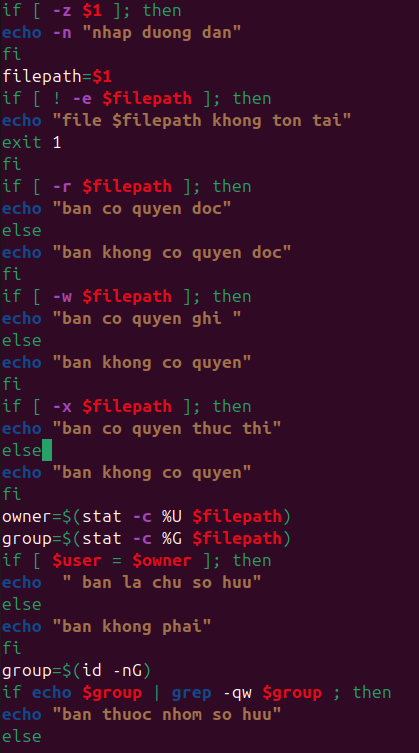 if [ -z $1 ]; then
echo -n "nhap duong dan"
fi
filepath=$1
if [ ! -e $filepath ]; then
echo "file $filepath khong ton tai"
exit 1
fi
if [ -r $filepath ]; then
echo "ban co quyen doc"
else
echo "ban khong co quyen doc"
fi
if [ -w $filepath ]; then
echo "ban co quyen ghi "
else
echo "ban khong co quyen"
fi
if [ -x $filepath ]; then
echo "ban co quyen thuc thi"
else
echo "ban khong co quyen"
fi
owner=$(stat -c %U $filepath)
group=$(stat -c %G $filepath)
if [ $user = $owner ]; then
echo  " ban la chu so huu"
else
echo "ban khong phai"
fi
group=$(id -nG)
if echo $group | grep -qw $group ; then
echo "ban thuoc nhom so huu"
else